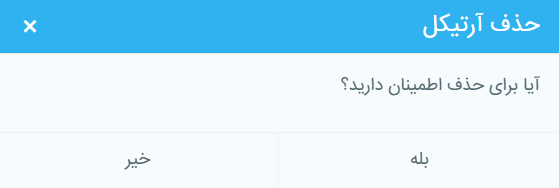 حذف آرتیکل
×
آیا برای حذف اطمینان دارید؟
بله
خیر